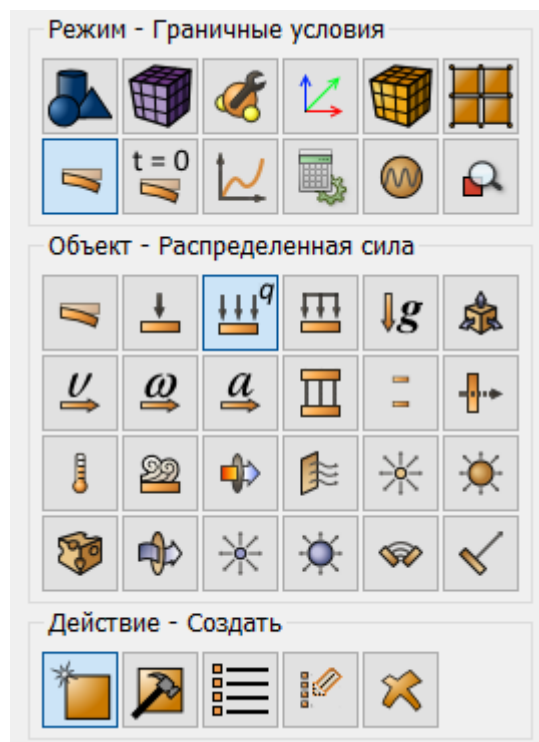 Режим - Граничные условия
t = 0
Объект - Распределенная сила
q
g
v ω a
Действие - Создать